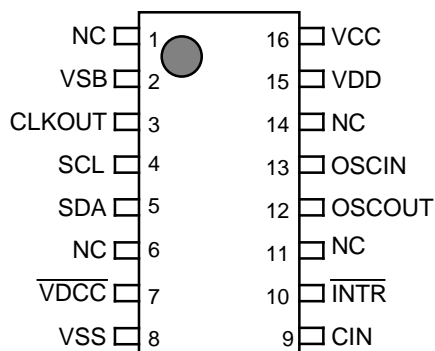 NC 1 16 VCC
VSB 2 15 VDD
CLKOUT 3 14 NC
SCL 4 13 OSCIN
SDA 5 12 OSCOUT
NC 6 11 NC
VDCC 7 10 INTR
VSS 8 9 CIN